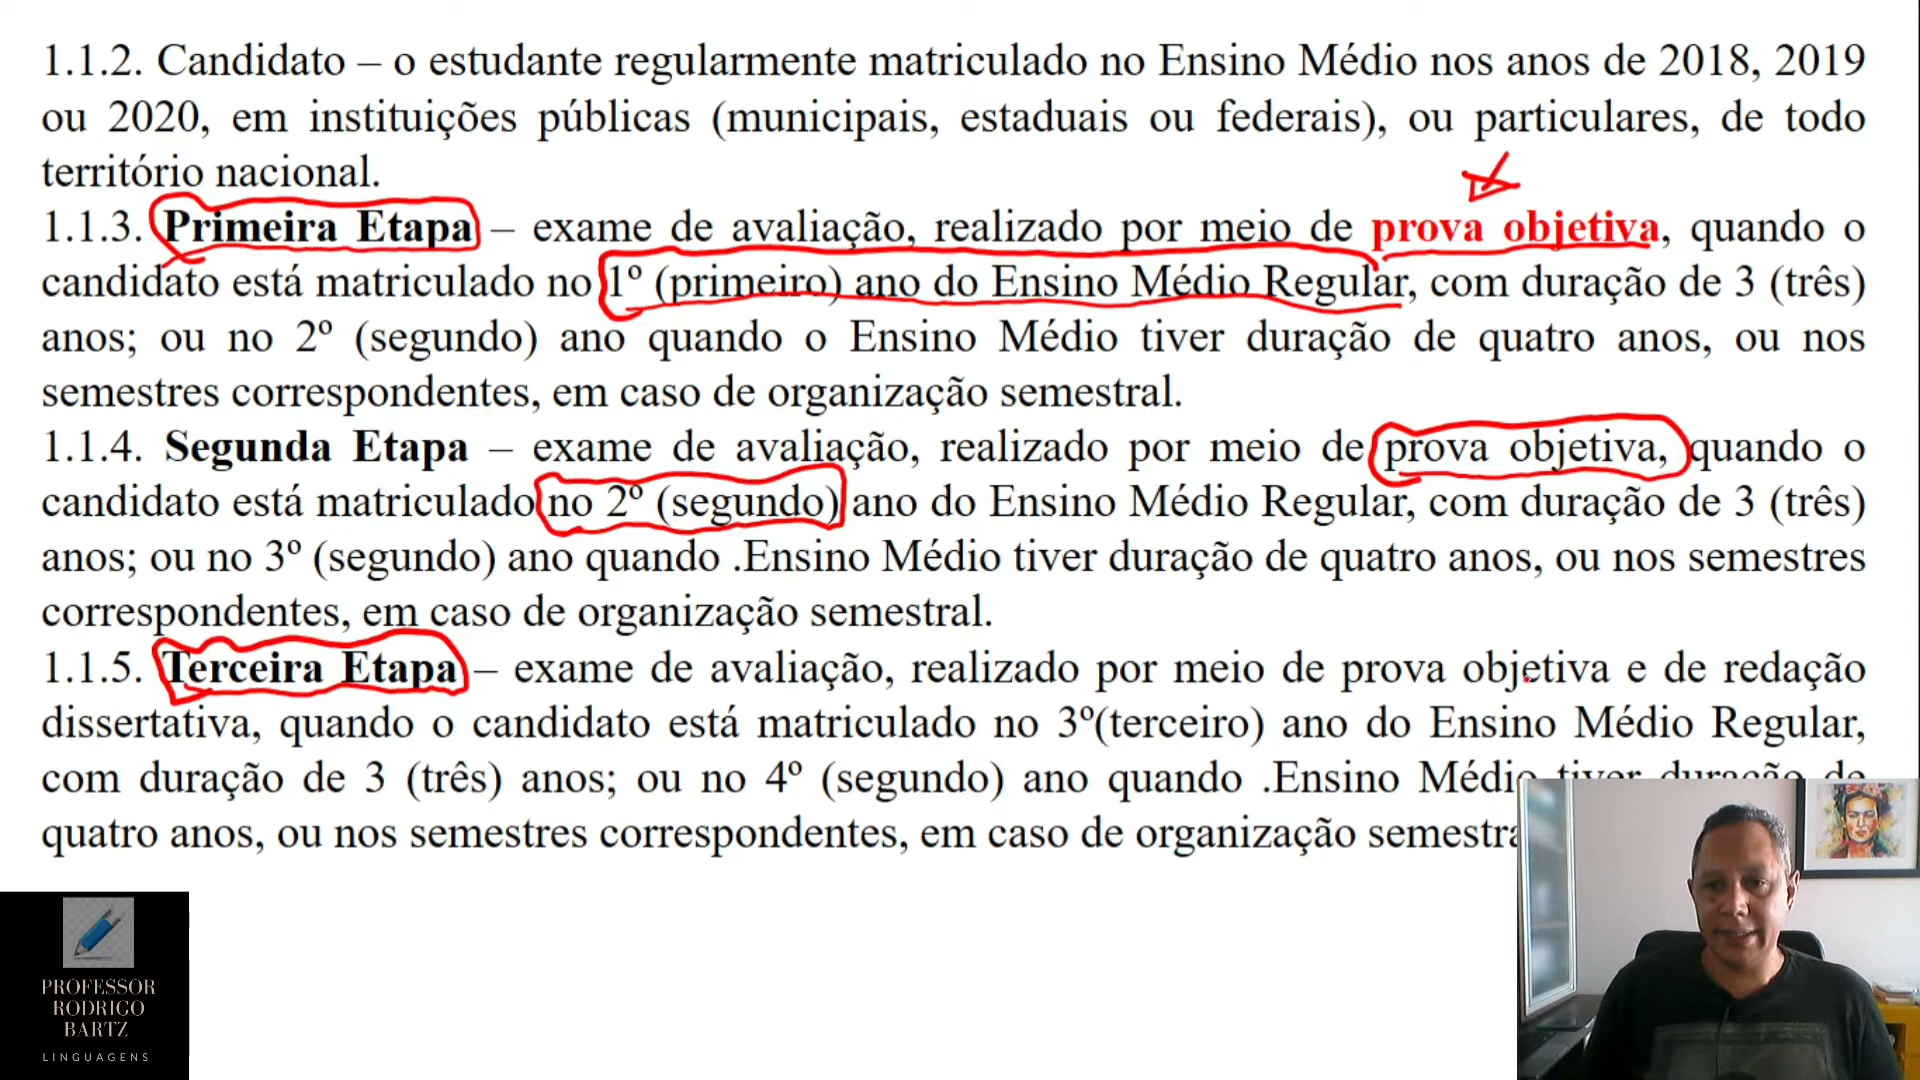 1.1.2. Candidato – o estudante regularmente matriculado no Ensino Médio nos anos de 2018, 2019
ou 2020, em instituições públicas (municipais, estaduais ou federais), ou particulares, de todo
território nacional.
1.1.3. Primeira Etapa – exame de avaliação, realizado por meio de prova objetiva, quando o
candidato está matriculado no 1º (primeiro) ano do Ensino Médio Regular, com duração de 3 (três)
anos; ou no 2º (segundo) ano quando o Ensino Médio tiver duração de quatro anos, ou nos
semestres correspondentes, em caso de organização semestral.
1.1.4. Segunda Etapa – exame de avaliação, realizado por meio de prova objetiva, quando o
candidato está matriculado no 2º (segundo) ano do Ensino Médio Regular, com duração de 3 (três)
anos; ou no 3º (segundo) ano quando .Ensino Médio tiver duração de quatro anos, ou nos semestres
correspondentes, em caso de organização semestral.
1.1.5. Terceira Etapa – exame de avaliação, realizado por meio de prova objetiva e de redação
dissertativa, quando o candidato está matriculado no 3º(terceiro) ano do Ensino Médio Regular,
com duração de 3 (três) anos; ou no 4º (segundo) ano quando .Ensino Médio tiver duração de
quatro anos, ou nos semestres correspondentes, em caso de organização
PROFESSOR
RODRIGO
BARTZ
LINGUAGENS